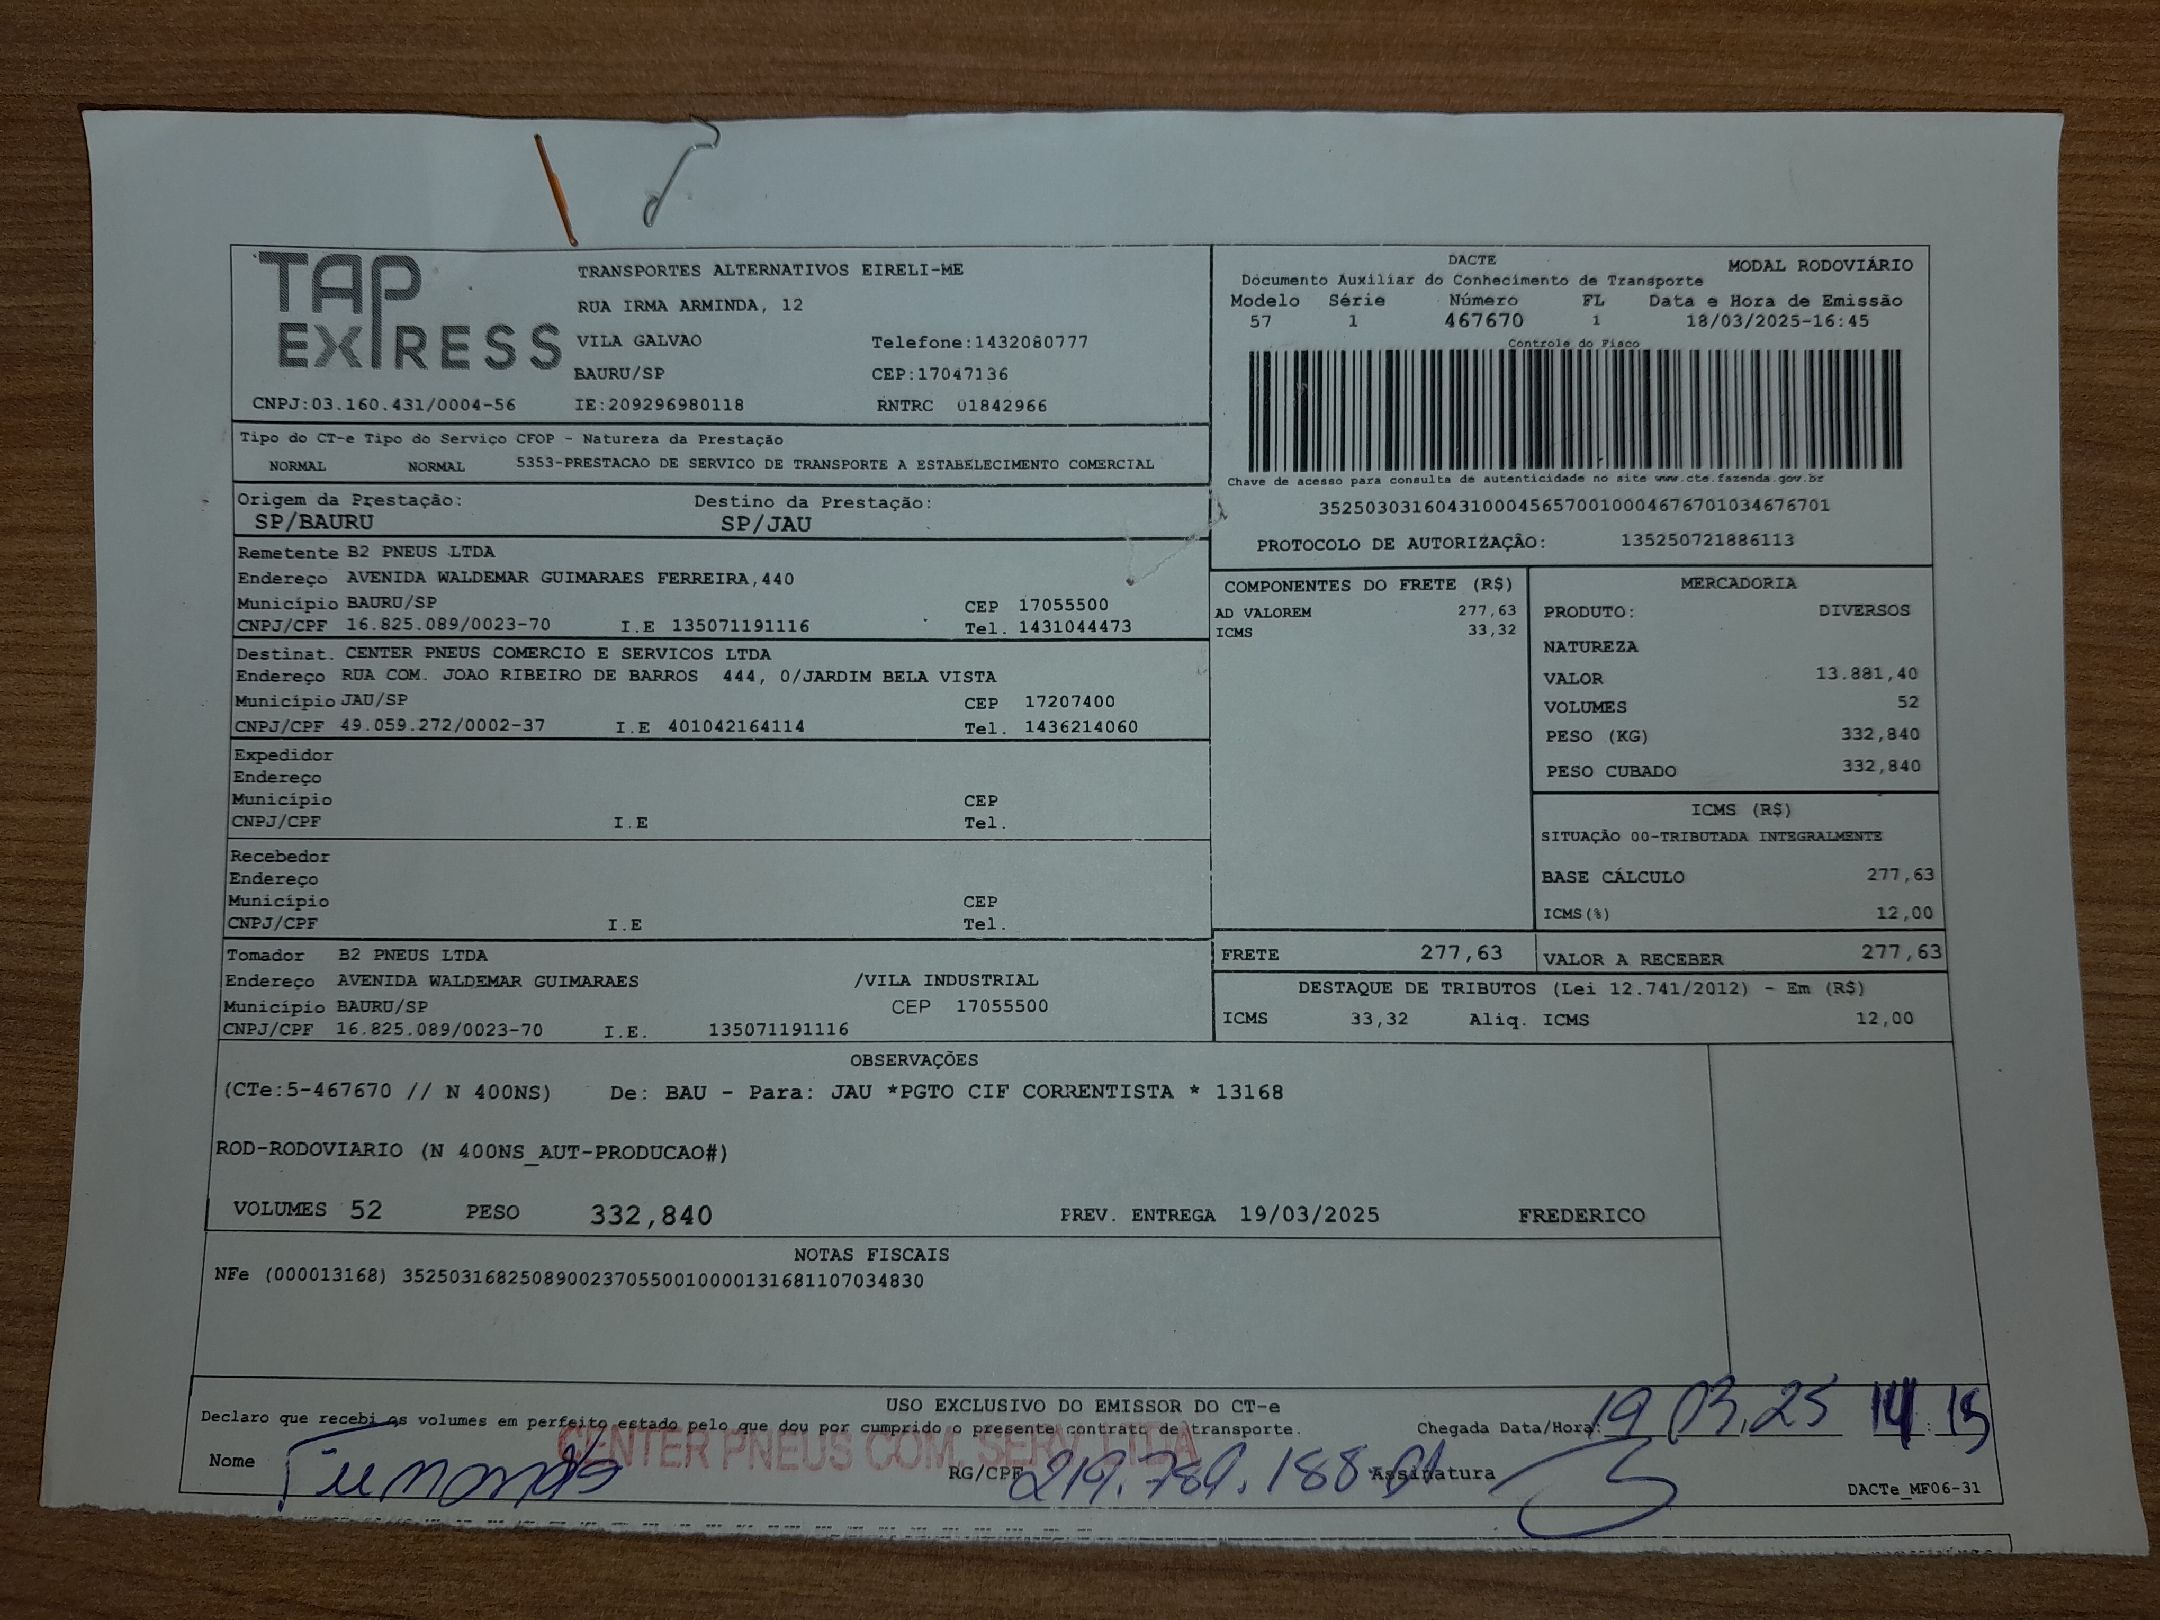 TAP EXPRESS
TRANSPORTES ALTERNATIVOS EIRELI-ME
RUA IRMA ARMINDA, 12
VILA GALVAO Telefone:1432080777
BAURU/SP CEP:17047136
CNPJ:03.160.431/0004-56 IE:209296980118 RNTRC 01842966
DACTE MODAL RODOVIÁRIO
Documento Auxiliar do Conhecimento de Transporte
Modelo Série Número FL Data e Hora de Emissão
57 1 467670 1 18/03/2025-16:45
Controle do Fisco
Chave de acesso para consulta de autenticidade no site www.cte.fazenda.gov.br
35250303160431000456570010004676701034676701
PROTOCOLO DE AUTORIZAÇÃO: 135250721886113
Tipo do CT-e Tipo do Serviço CFOP - Natureza da Prestação
NORMAL NORMAL 5353-PRESTACAO DE SERVICO DE TRANSPORTE A ESTABELECIMENTO COMERCIAL
Origem da Prestação: Destino da Prestação:
SP/BAURU SP/JAU
Remetente B2 PNEUS LTDA
Endereço AVENIDA WALDEMAR GUIMARAES FERREIRA,440
Município BAURU/SP CEP 17055500
CNPJ/CPF 16.825.089/0023-70 I.E 135071191116 Tel. 1431044473
Destinat. CENTER PNEUS COMERCIO E SERVICOS LTDA
Endereço RUA COM. JOAO RIBEIRO DE BARROS 444, 0/JARDIM BELA VISTA
Município JAU/SP CEP 17207400
CNPJ/CPF 49.059.272/0002-37 I.E 401042164114 Tel. 1436214060
Expedidor
Endereço
Município CEP
CNPJ/CPF I.E Tel.
Recebedor
Endereço
Município CEP
CNPJ/CPF I.E Tel.
Tomador B2 PNEUS LTDA
Endereço AVENIDA WALDEMAR GUIMARAES /VILA INDUSTRIAL
Município BAURU/SP CEP 17055500
CNPJ/CPF 16.825.089/0023-70 I.E. 135071191116
COMPONENTES DO FRETE (R$)
AD VALOREM 277,63
ICMS 33,32
MERCADORIA
PRODUTO: DIVERSOS
NATUREZA
VALOR 13.881,40
VOLUMES 52
PESO (KG) 332,840
PESO CUBADO 332,840
ICMS (R$)
SITUAÇÃO 00-TRIBUTADA INTEGRALMENTE
BASE CÁLCULO 277,63
ICMS(%) 12,00
FRETE 277,63 VALOR A RECEBER 277,63
DESTAQUE DE TRIBUTOS (Lei 12.741/2012) - Em (R$)
ICMS 33,32 Aliq. ICMS 12,00
OBSERVAÇÕES
(CTe:5-467670 // N 400NS) De: BAU - Para: JAU *PGTO CIF CORRENTISTA * 13168
ROD-RODOVIARIO (N 400NS_AUT-PRODUCAO#)
VOLUMES 52 PESO 332,840 PREV. ENTREGA 19/03/2025 FREDERICO
NOTAS FISCAIS
NFe (000013168) 35250316825089002370550010000131681107034830
USO EXCLUSIVO DO EMISSOR DO CT-e
Declaro que recebi os volumes em perfeito estado pelo que dou por cumprido o presente contrato de transporte. Chegada Data/Hora: 19 03.25 14 : 15
CENTER PNEUS COM. SERV. LTDA
Nome RG/CPF Assinatura
DACTe_MF06-31